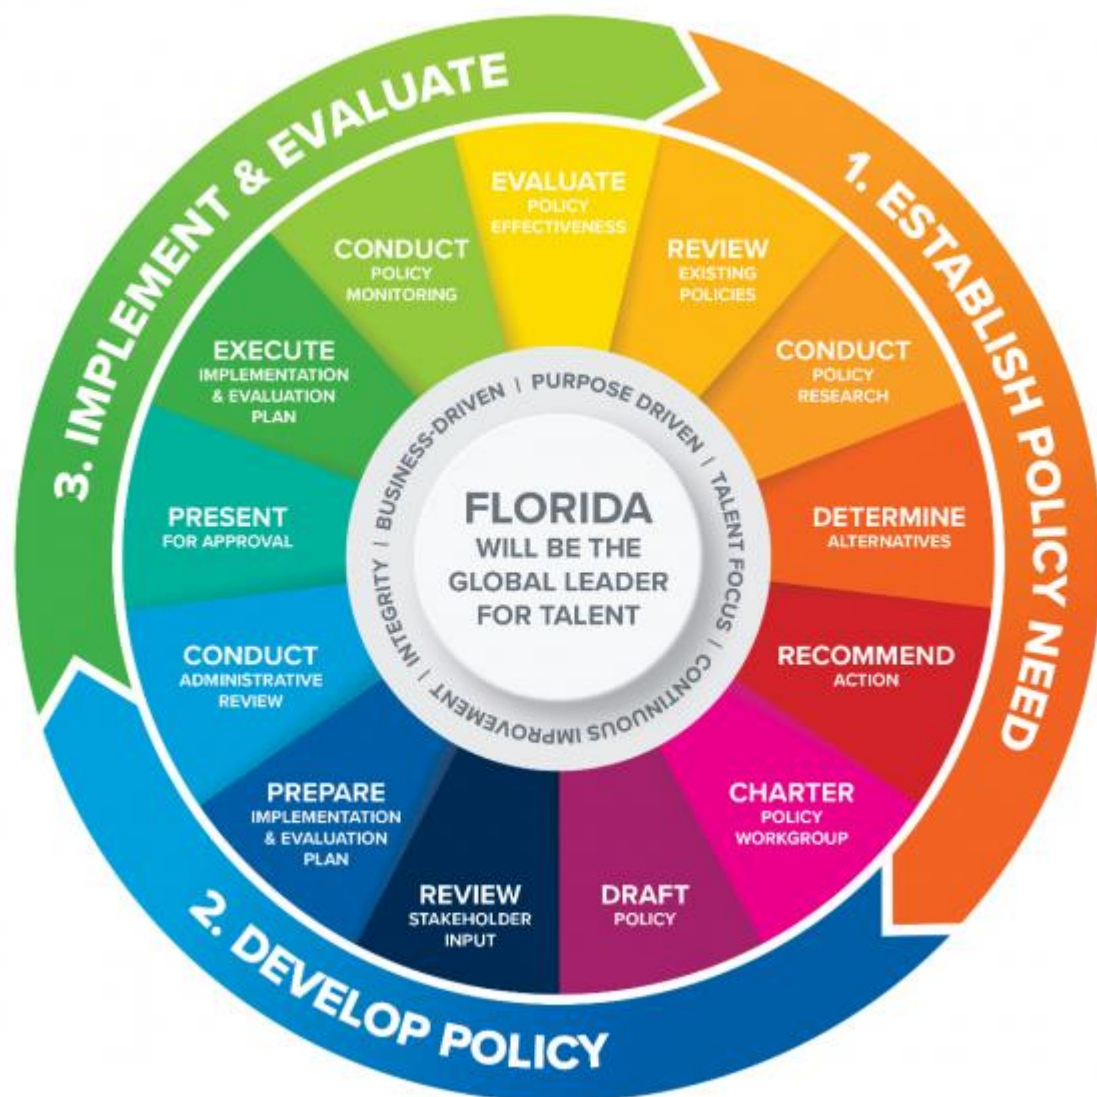 1. ESTABLISH POLICY NEED
2. DEVELOP POLICY
3. IMPLEMENT & EVALUATE
EVALUATE
POLICY
EFFECTIVENESS
REVIEW
EXISTING
POLICIES
CONDUCT
POLICY
RESEARCH
DETERMINE
ALTERNATIVES
RECOMMEND
ACTION
CHARTER
POLICY
WORKGROUP
DRAFT
POLICY
REVIEW
STAKEHOLDER
INPUT
PREPARE
IMPLEMENTATION
& EVALUATION
PLAN
CONDUCT
ADMINISTRATIVE
REVIEW
PRESENT
FOR APPROVAL
EXECUTE
IMPLEMENTATION
& EVALUATION
PLAN
CONDUCT
POLICY
MONITORING
BUSINESS-DRIVEN | PURPOSE DRIVEN | TALENT FOCUS | CONTINUOUS IMPROVEMENT | INTEGRITY |
FLORIDA
WILL BE THE
GLOBAL LEADER
FOR TALENT